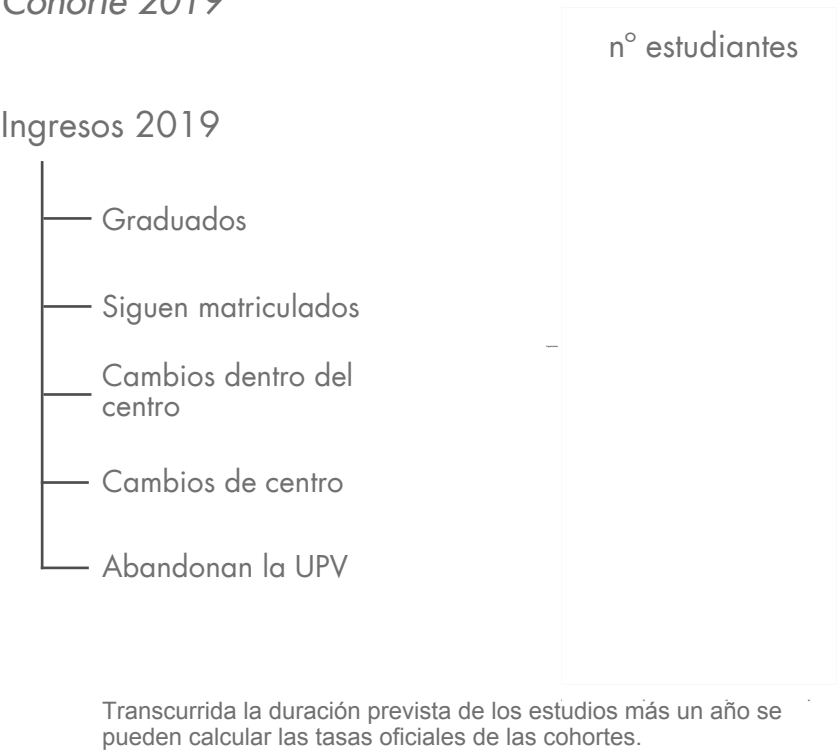 Cohorte 2019
nº estudiantes
Ingresos 2019
Graduados
Siguen matriculados
Cambios dentro del
centro
Cambios de centro
Abandonan la UPV
Transcurrida la duración prevista de los estudios más un año se
pueden calcular las tasas oficiales de las cohortes.